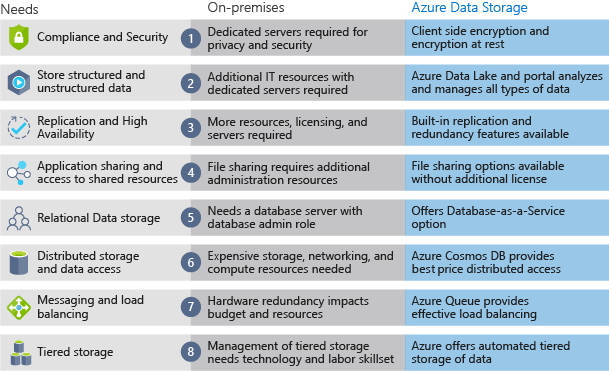 Needs
On-premises
Azure Data Storage
Compliance and Security
1
Dedicated servers required for
privacy and security
Client side encryption and
encryption at rest
Store structured and
unstructured data
2
Additional IT resources with
dedicated servers required
Azure Data Lake and portal analyzes
and manages all types of data
Replication and High
Availability
3
More resources, licensing, and
servers required
Built-in replication and
redundancy features available
Application sharing and
access to shared resources
4
File sharing requires additional
administration resources
File sharing options available
without additional license
Relational Data storage
5
Needs a database server with
database admin role
Offers Database-as-a-Service
option
Distributed storage
and data access
6
Expensive storage, networking, and
compute resources needed
Azure Cosmos DB provides
best price distributed access
Messaging and load
balancing
7
Hardware redundancy impacts
budget and resources
Azure Queue provides
effective load balancing
Tiered storage
8
Management of tiered storage
needs technology and labor skillset
Azure offers automated tiered
storage of data